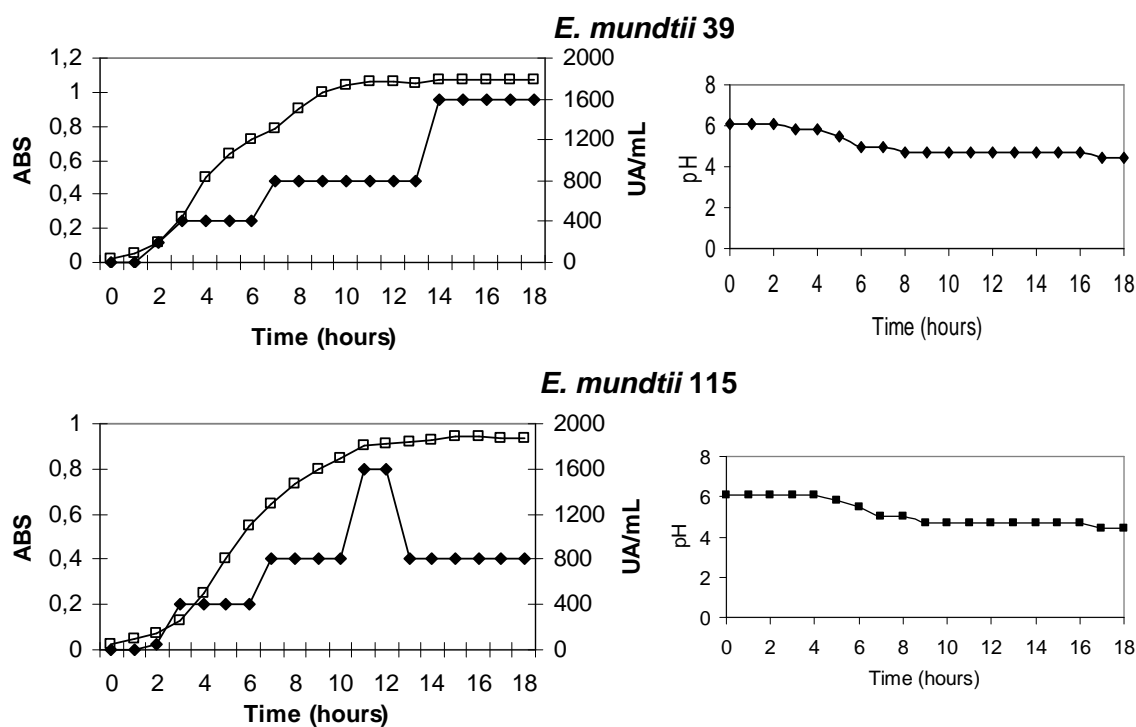 E. mundtii 39
ABS
1,2
1
0,8
0,6
0,4
0,2
0
2000
1600
1200
800
400
0
UA/mL
0 2 4 6 8 10 12 14 16 18
Time (hours)
pH
8
6
4
2
0
0 2 4 6 8 10 12 14 16 18
Time (hours)
E. mundtii 115
ABS
1
0,8
0,6
0,4
0,2
0
2000
1600
1200
800
400
0
UA/mL
0 2 4 6 8 10 12 14 16 18
Time (hours)
pH
8
6
4
2
0
0 2 4 6 8 10 12 14 16 18
Time (hours)